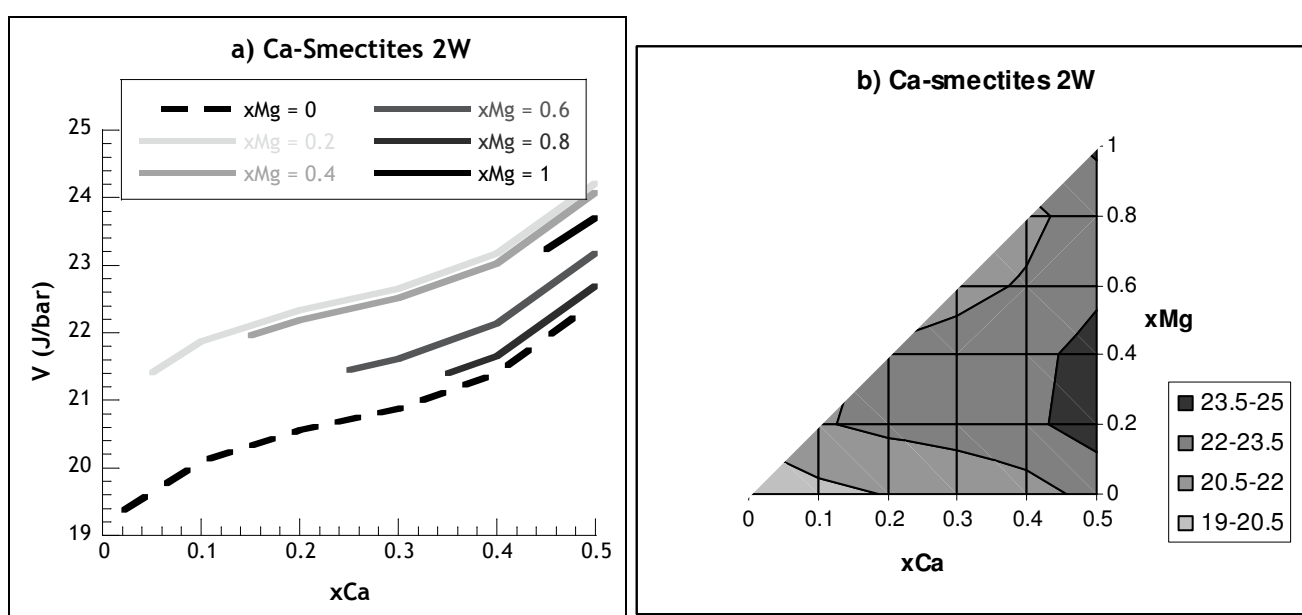 a) Ca-Smectites 2W
xMg = 0
xMg = 0.6
xMg = 0.2
xMg = 0.8
xMg = 0.4
xMg = 1
25
24
23
22
21
20
19
V (J/bar)
0
0.1
0.2
0.3
0.4
0.5
xCa
b) Ca-smectites 2W
1
0.8
0.6
0.4
0.2
0
xMg
0
0.1
0.2
0.3
0.4
0.5
xCa
23.5-25
22-23.5
20.5-22
19-20.5